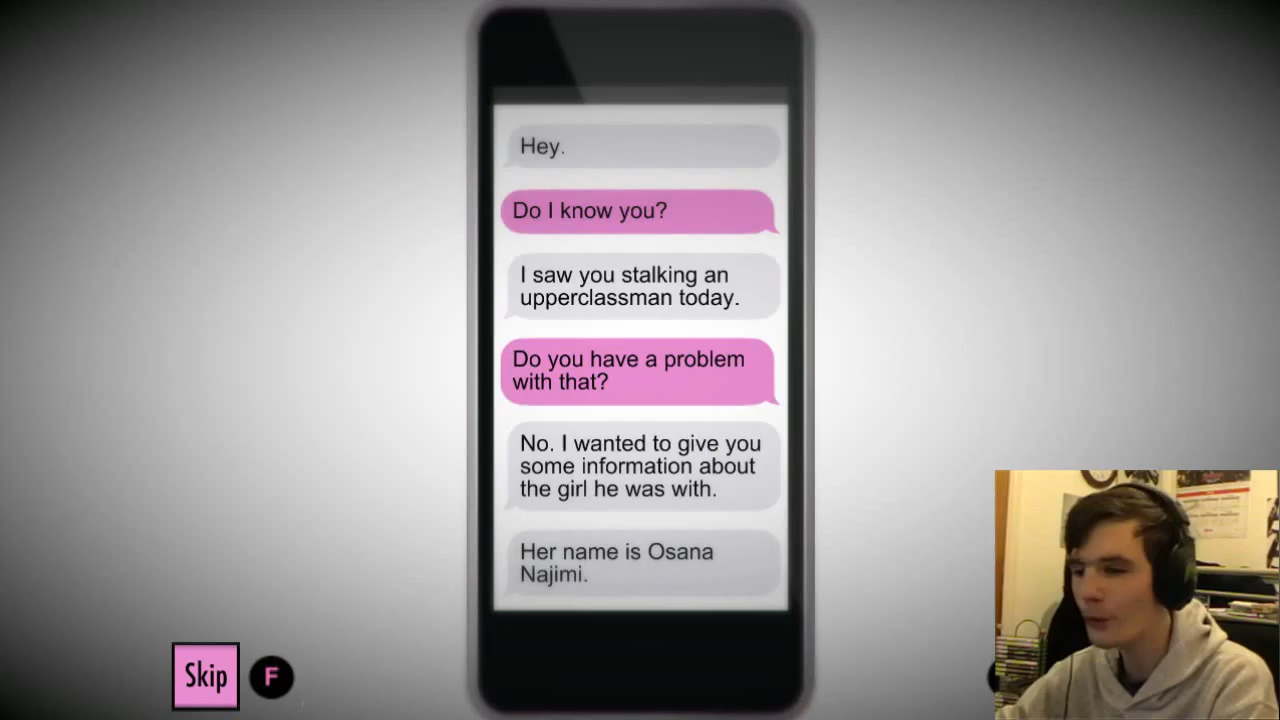 Hey.
Do I know you?
I saw you stalking an
upperclassman today.
Do you have a problem
with that?
No. I wanted to give you
some information about
the girl he was with.
Her name is Osana
Najimi.
Skip
F